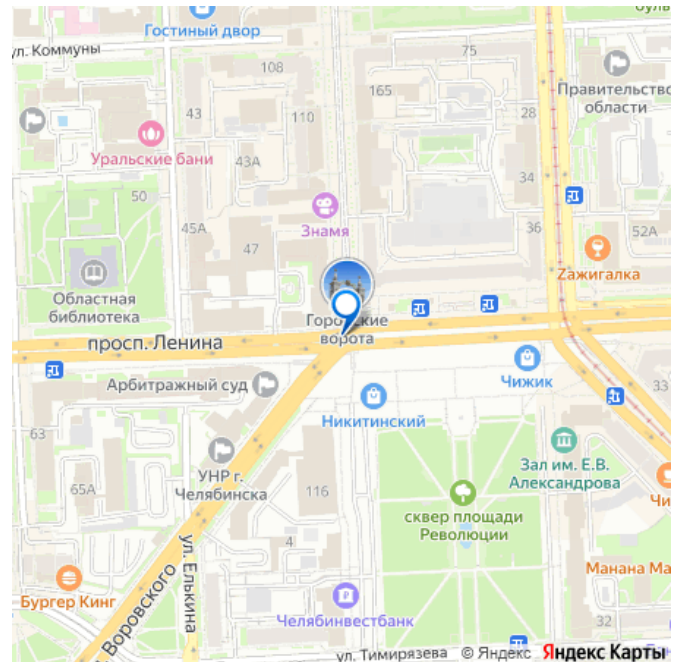 буль
Гостиный двор
ул. Коммуны
108
75
165
Правительство
области
43
110
28
Уральские бани
43А
34
50
Знамя
45А
47
36
52А
Zажигалка
Областная
библиотека
Городские
ворота
просп. Ленина
Арбитражный суд
Чижик
33
Никитинский
63
УНР г.
Челябинска
Зал им. Е.В.
Александрова
65А
116
Чи
сквер площади
Революции
4
ул. Елькина
Воровского
Бургер Кинг
Челябинвестбанк
Манана Ма
32
ул. Тимирязева
© Яндекс Яндекс Карты